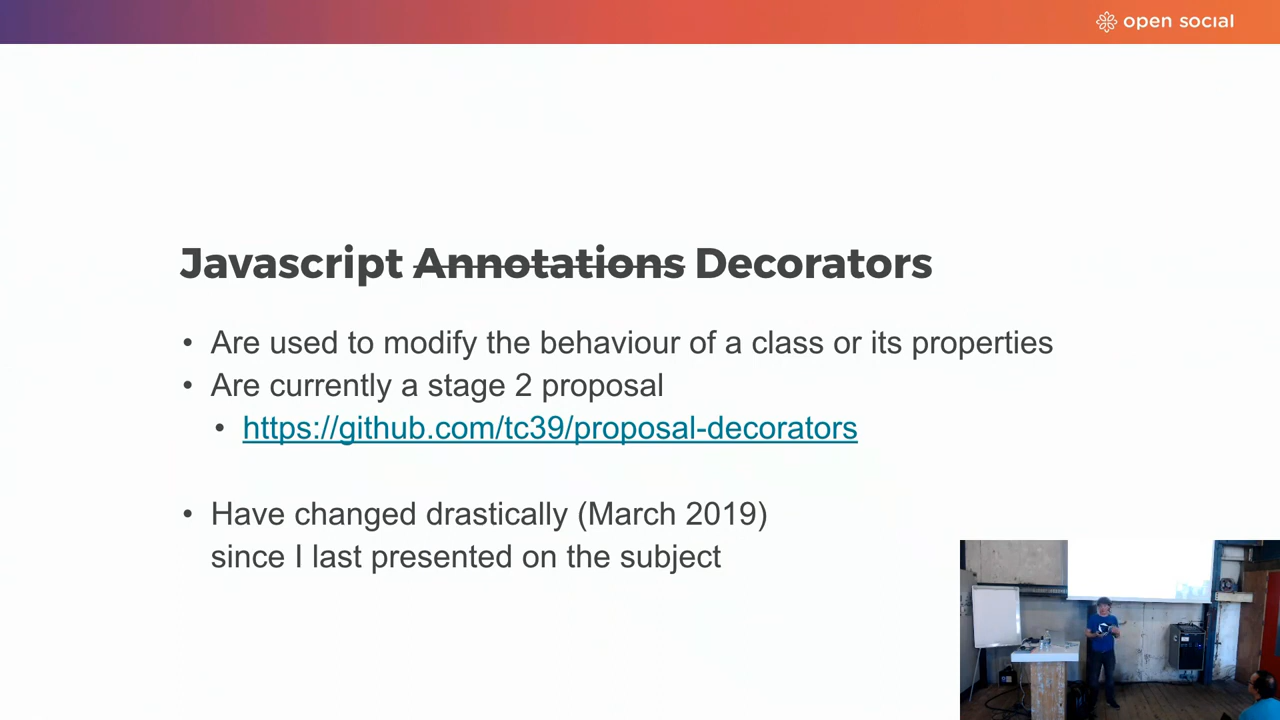 open social
Javascript Annotations Decorators
• Are used to modify the behaviour of a class or its properties
• Are currently a stage 2 proposal
• https://github.com/tc39/proposal-decorators
• Have changed drastically (March 2019)
since I last presented on the subject